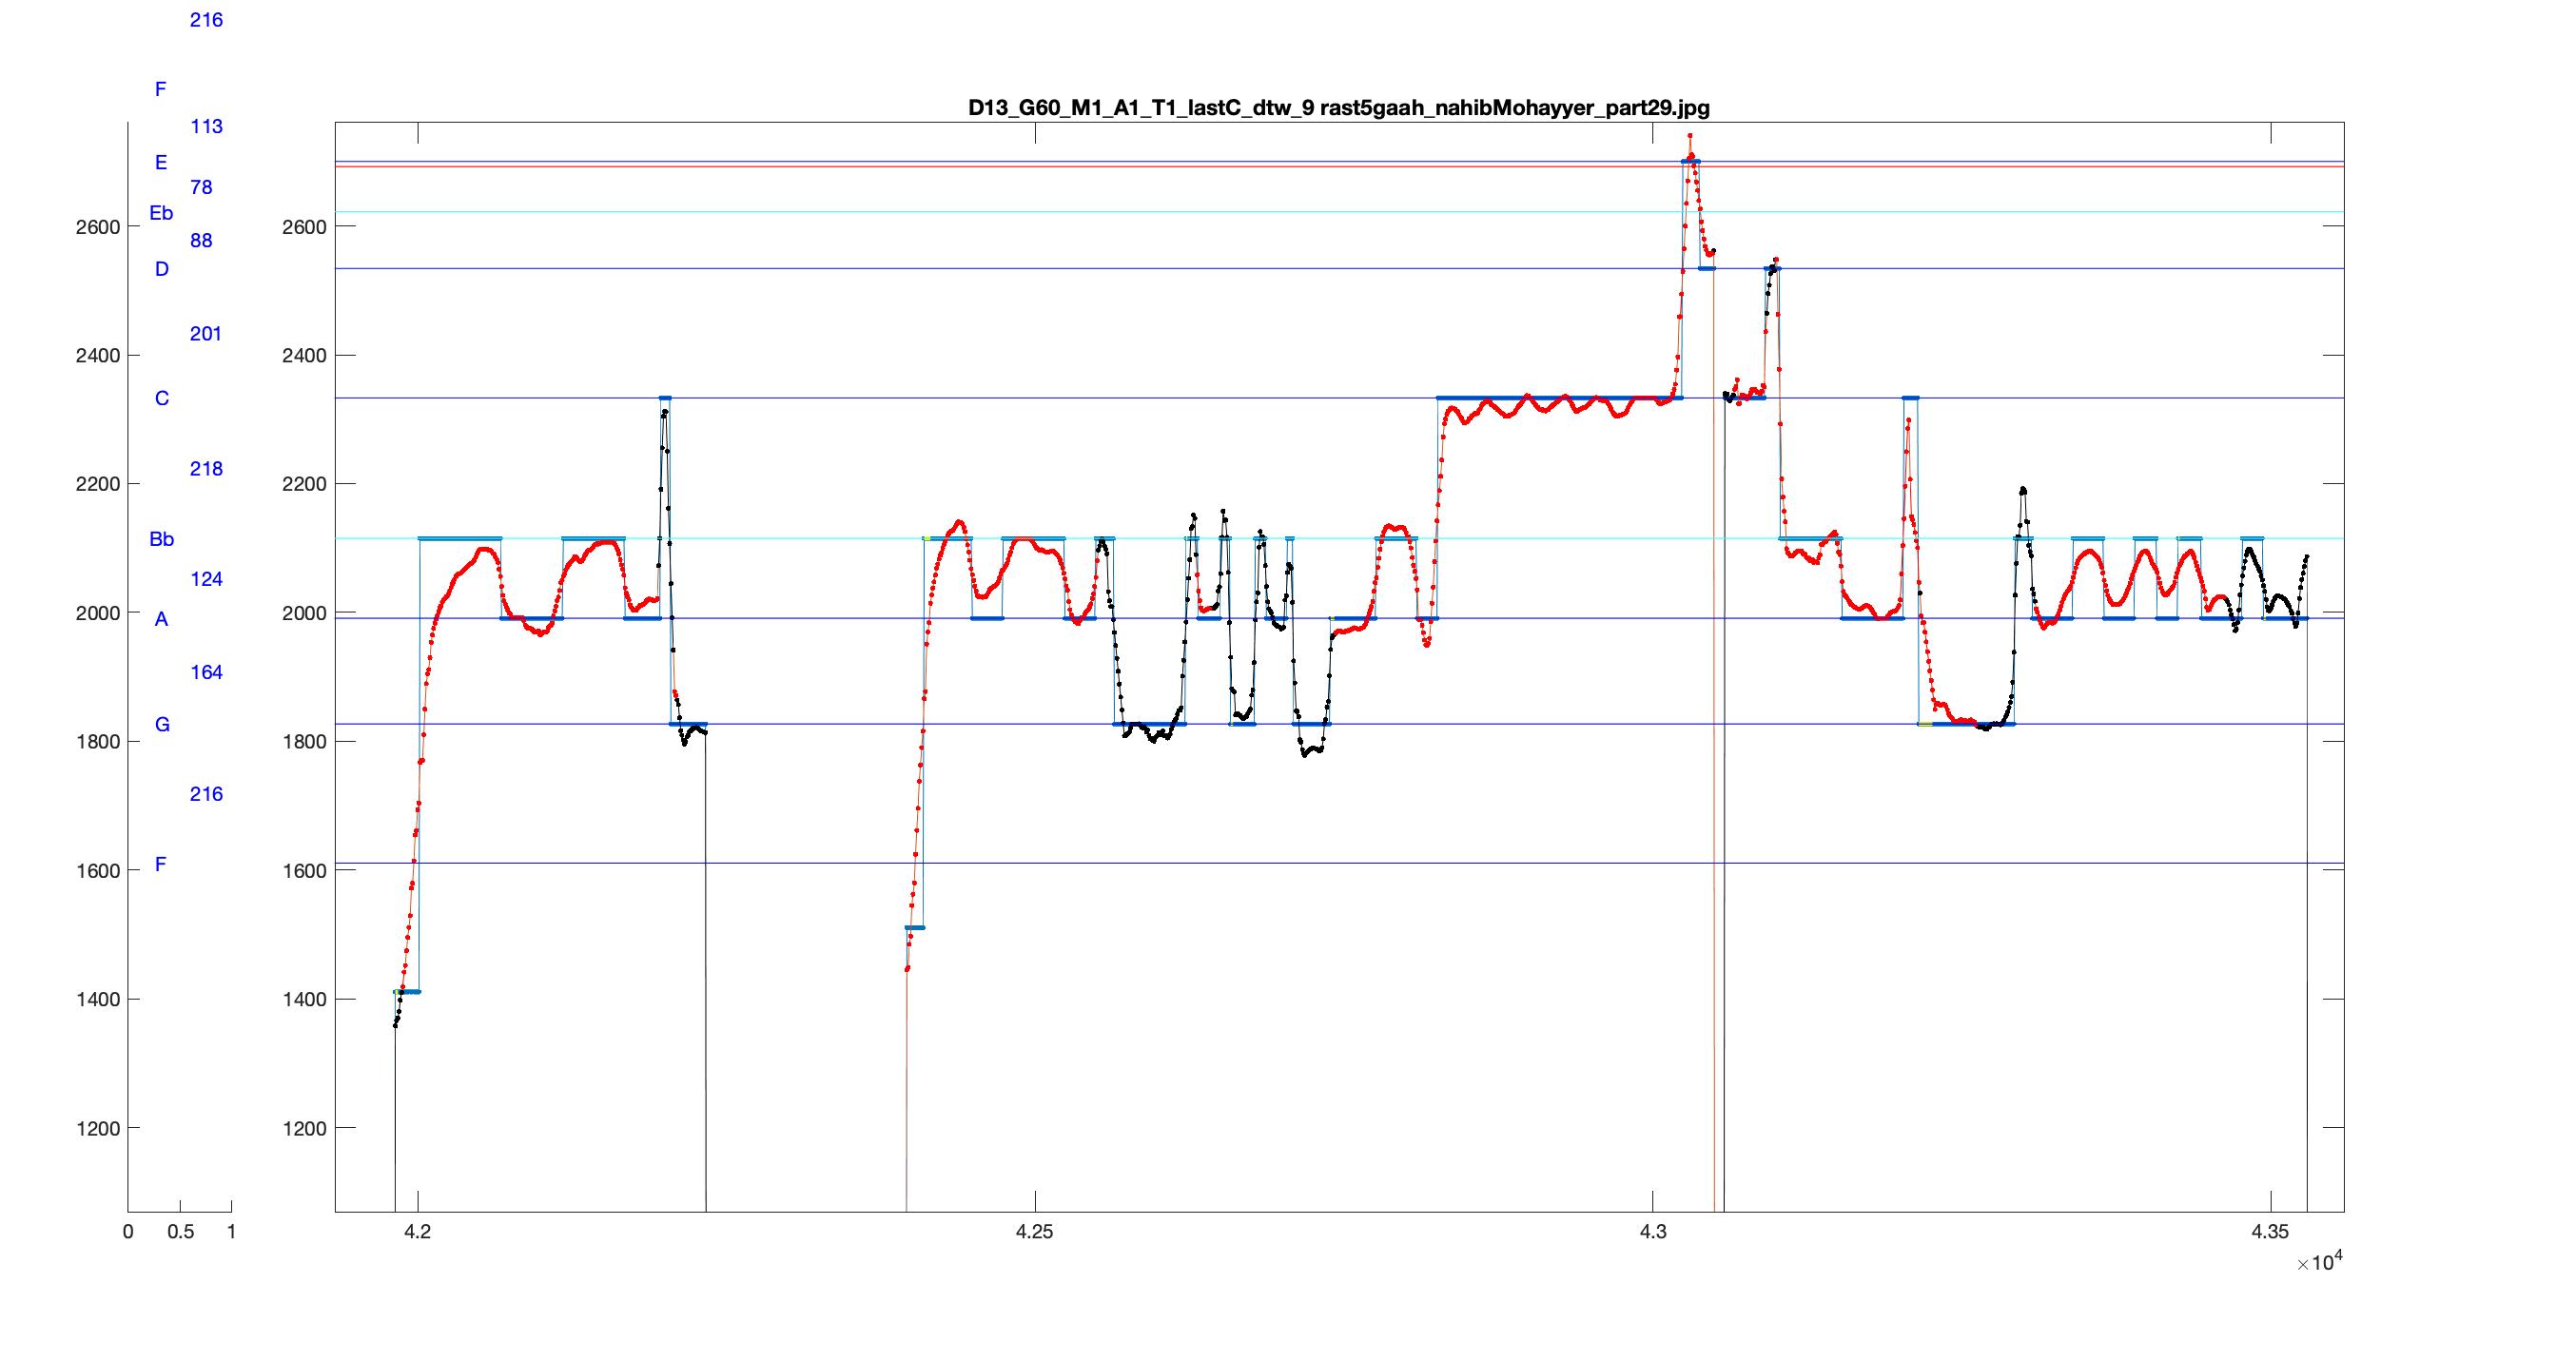 216
F
D13_G60_M1_A1_T1_lastC_dtw_9 rast5gaah_nahibMohayyer_part29.jpg
113
E
78
Eb
2600
2600
88
D
201
2400
2400
C
218
2200
2200
Bb
124
2000
2000
A
164
G
1800
1800
216
F
1600
1600
1400
1400
1200
1200
0 0.5 1
4.2 4.25 4.3 4.35
×10^4